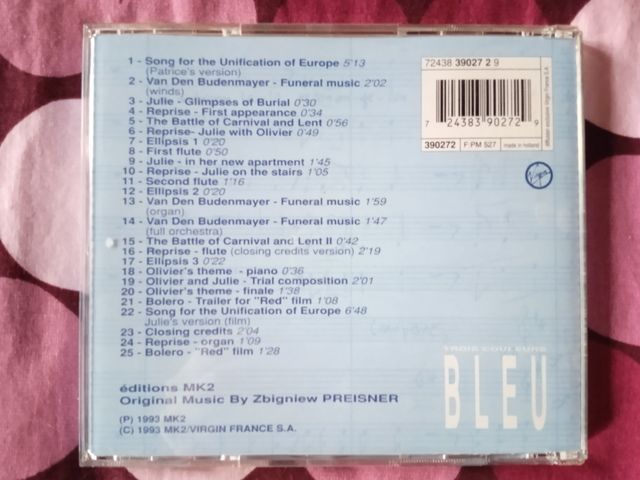 1 - Song for the Unification of Europe 5'13
(Patrice's version)
2 - Van Den Budenmayer - Funeral music 2'02
(winds)
3 - Julie - Glimpses of Burial 0'30
4 - Reprise - First appearance 0'34
5 - The Battle of Carnival and Lent 0'56
6 - Reprise- Julie with Olivier 0'49
7 - Ellipsis 1 0'20
8 - First flute 0'50
9 - Julie - in her new apartment 1'45
10 - Reprise - Julie on the stairs 1'05
11 - Second flute 1'16
12 - Ellipsis 2 0'20
13 - Van Den Budenmayer - Funeral music 1'59
(organ)
14 - Van Den Budenmayer - Funeral music 1'47
(full orchestra)
15 - The Battle of Carnival and Lent II 0'42
16 - Reprise - flute (closing credits version) 2'19
17 - Ellipsis 3 0'22
18 - Olivier's theme - piano 0'36
19 - Olivier and Julie - Trial composition 2'01
20 - Olivier's theme - finale 1'38
21 - Bolero - Trailer for "Red" film 1'08
22 - Song for the Unification of Europe 6'48
Julie's version (film)
23 - Closing credits 2'04
24 - Reprise - organ 1'09
25 - Bolero - "Red" film 1'28
éditions MK2
Original Music By Zbigniew PREISNER
(P) 1993 MK2
(C) 1993 MK2/VIRGIN FRANCE S.A.
72438 39027 2 9
7 24383 90272 9
390272 F:PM 527 made in holland
diffusion exclusive Virgin France S.A.
Virgin
TROIS COULEURS
BLEU